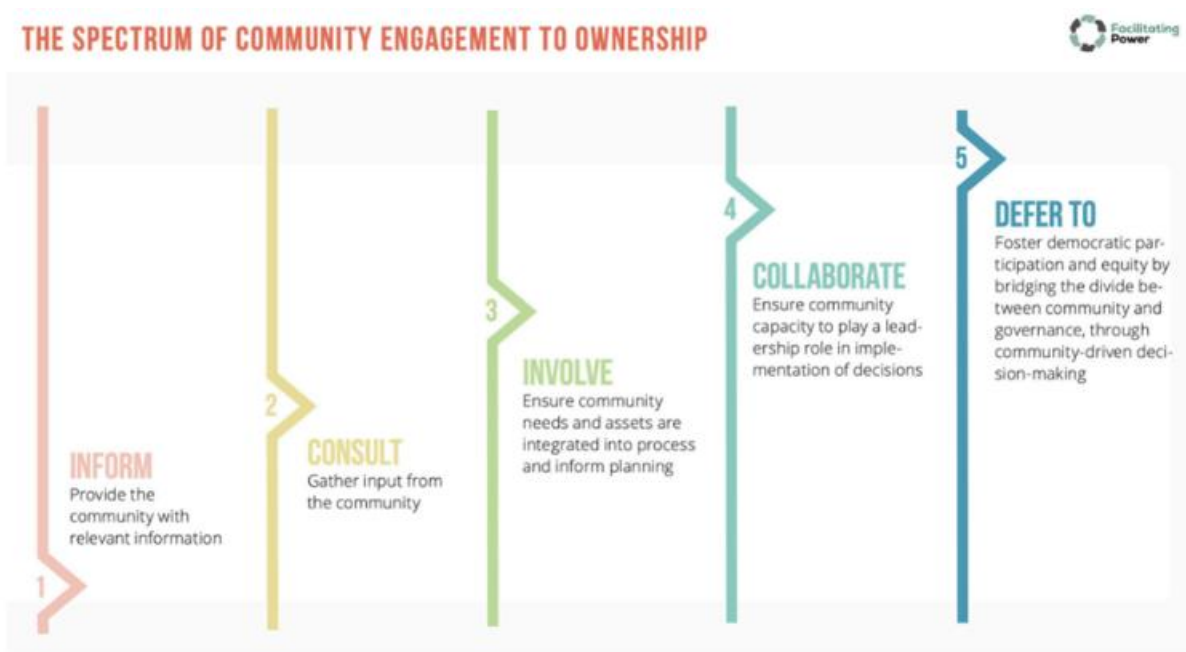 THE SPECTRUM OF COMMUNITY ENGAGEMENT TO OWNERSHIP
Facilitating
Power
1
INFORM
Provide the
community with
relevant information
2
CONSULT
Gather input from
the community
3
INVOLVE
Ensure community
needs and assets are
integrated into process
and inform planning
4
COLLABORATE
Ensure community
capacity to play a lead-
ership role in imple-
mentation of decisions
5
DEFER TO
Foster democratic par-
ticipation and equity by
bridging the divide be-
tween community and
governance, through
community-driven deci-
sion-making